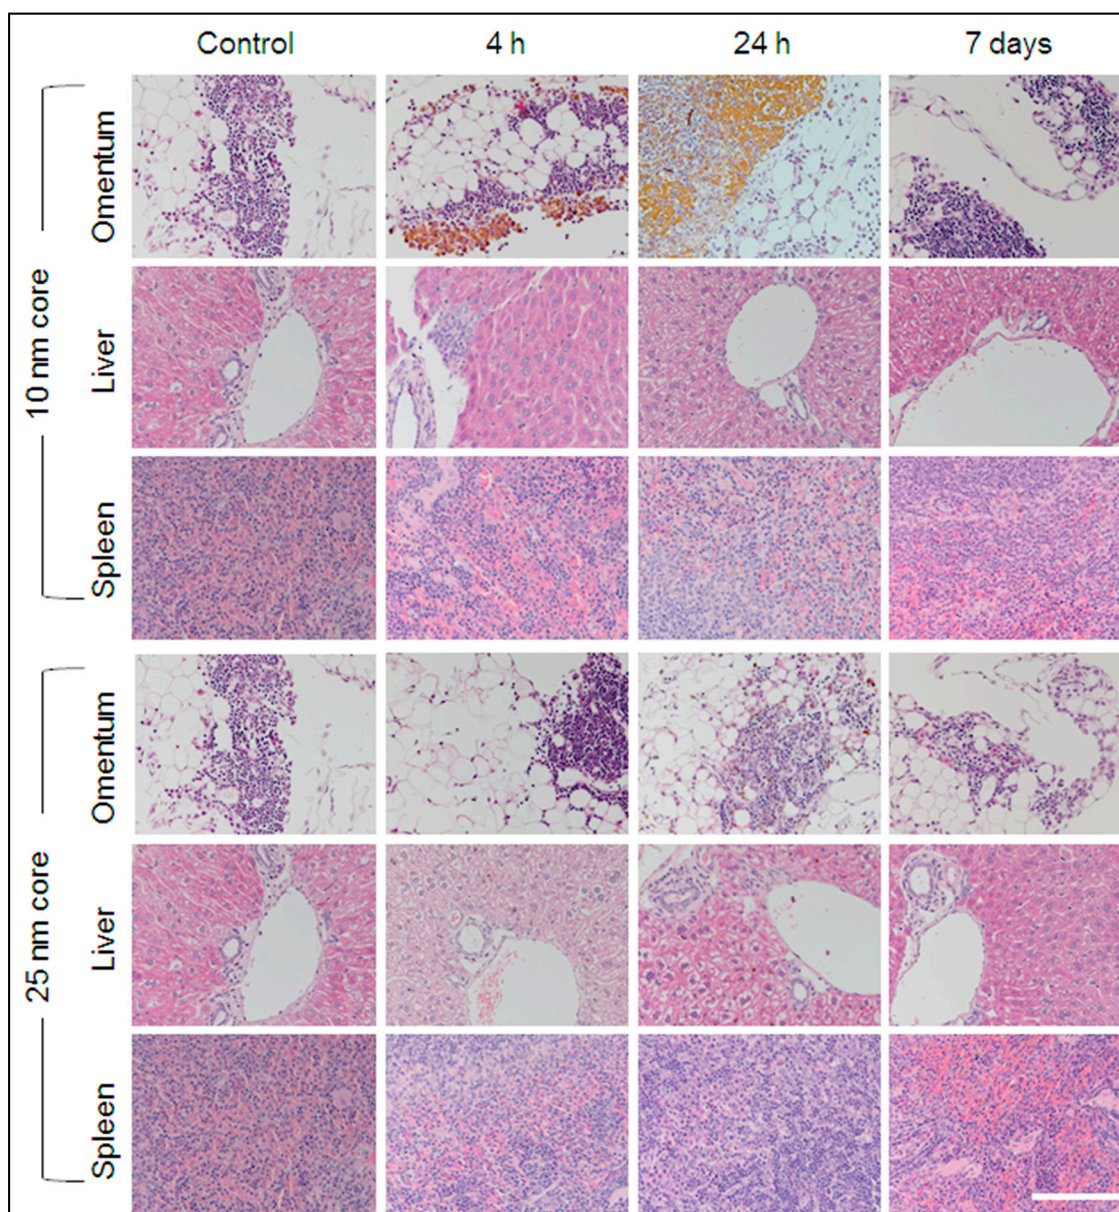 Control 4 h 24 h 7 days
10 nm core
Omentum
Liver
Spleen
25 nm core
Omentum
Liver
Spleen